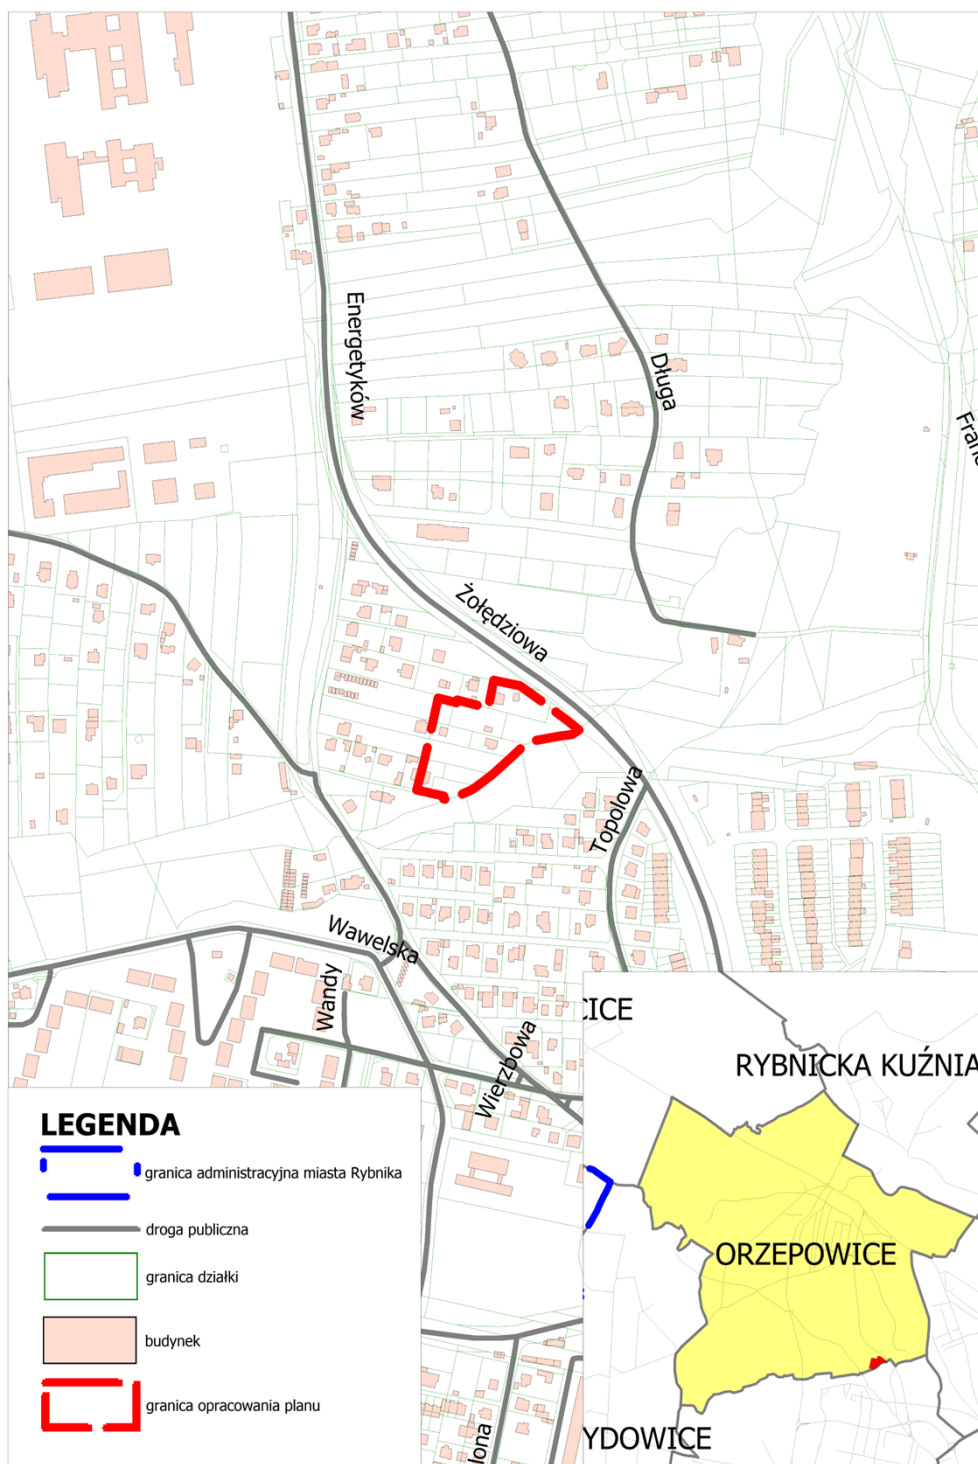 Energetyków
Długa
Żołędziowa
Topolowa
Wawelska
Wandy
Wierzbowa
CICE
RYBNICKA KUŹNIA
ORZEPOWICE
YDOWICE
LEGENDA
granica administracyjna miasta Rybnika
droga publiczna
granica działki
budynek
granica opracowania planu